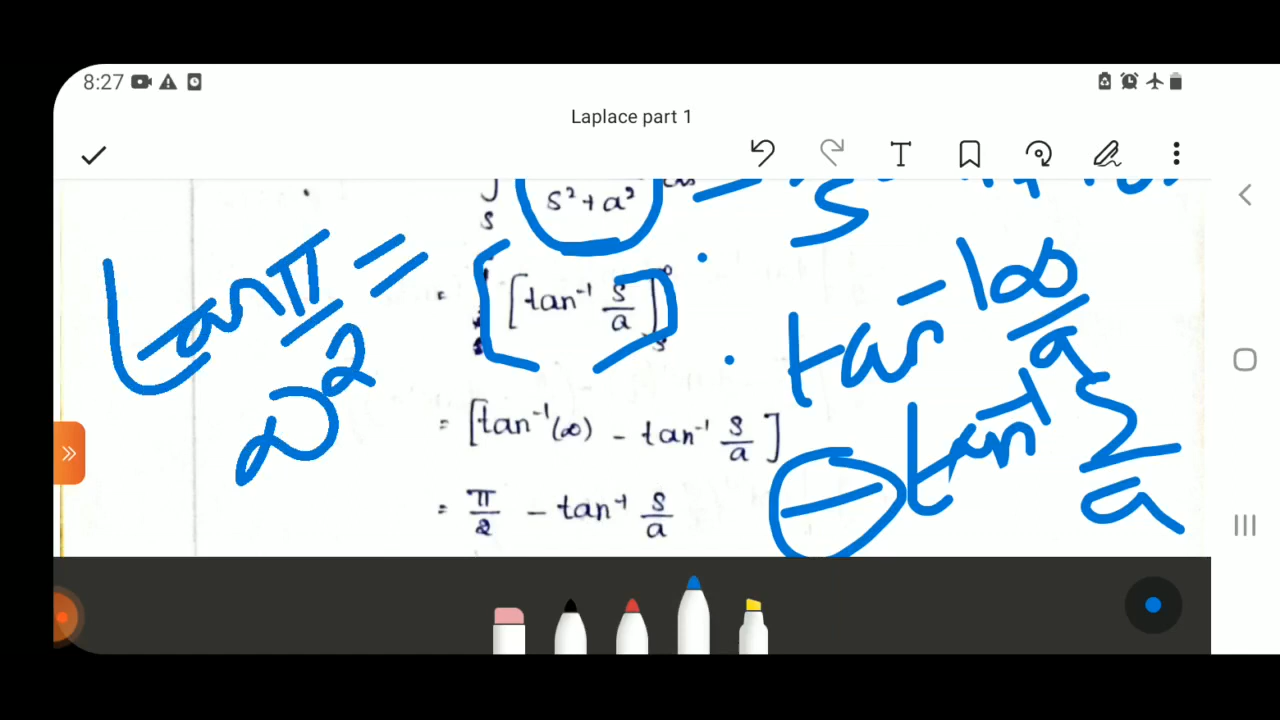 8:27
Laplace part 1
T
∫ s s²+a²
tan π/2 = ∞
= [tan⁻¹ s/a] s
tan⁻¹ ∞/a
= [tan⁻¹(∞) - tan⁻¹ s/a]
- tan⁻¹ s/a
= π/2 - tan⁻¹ s/a